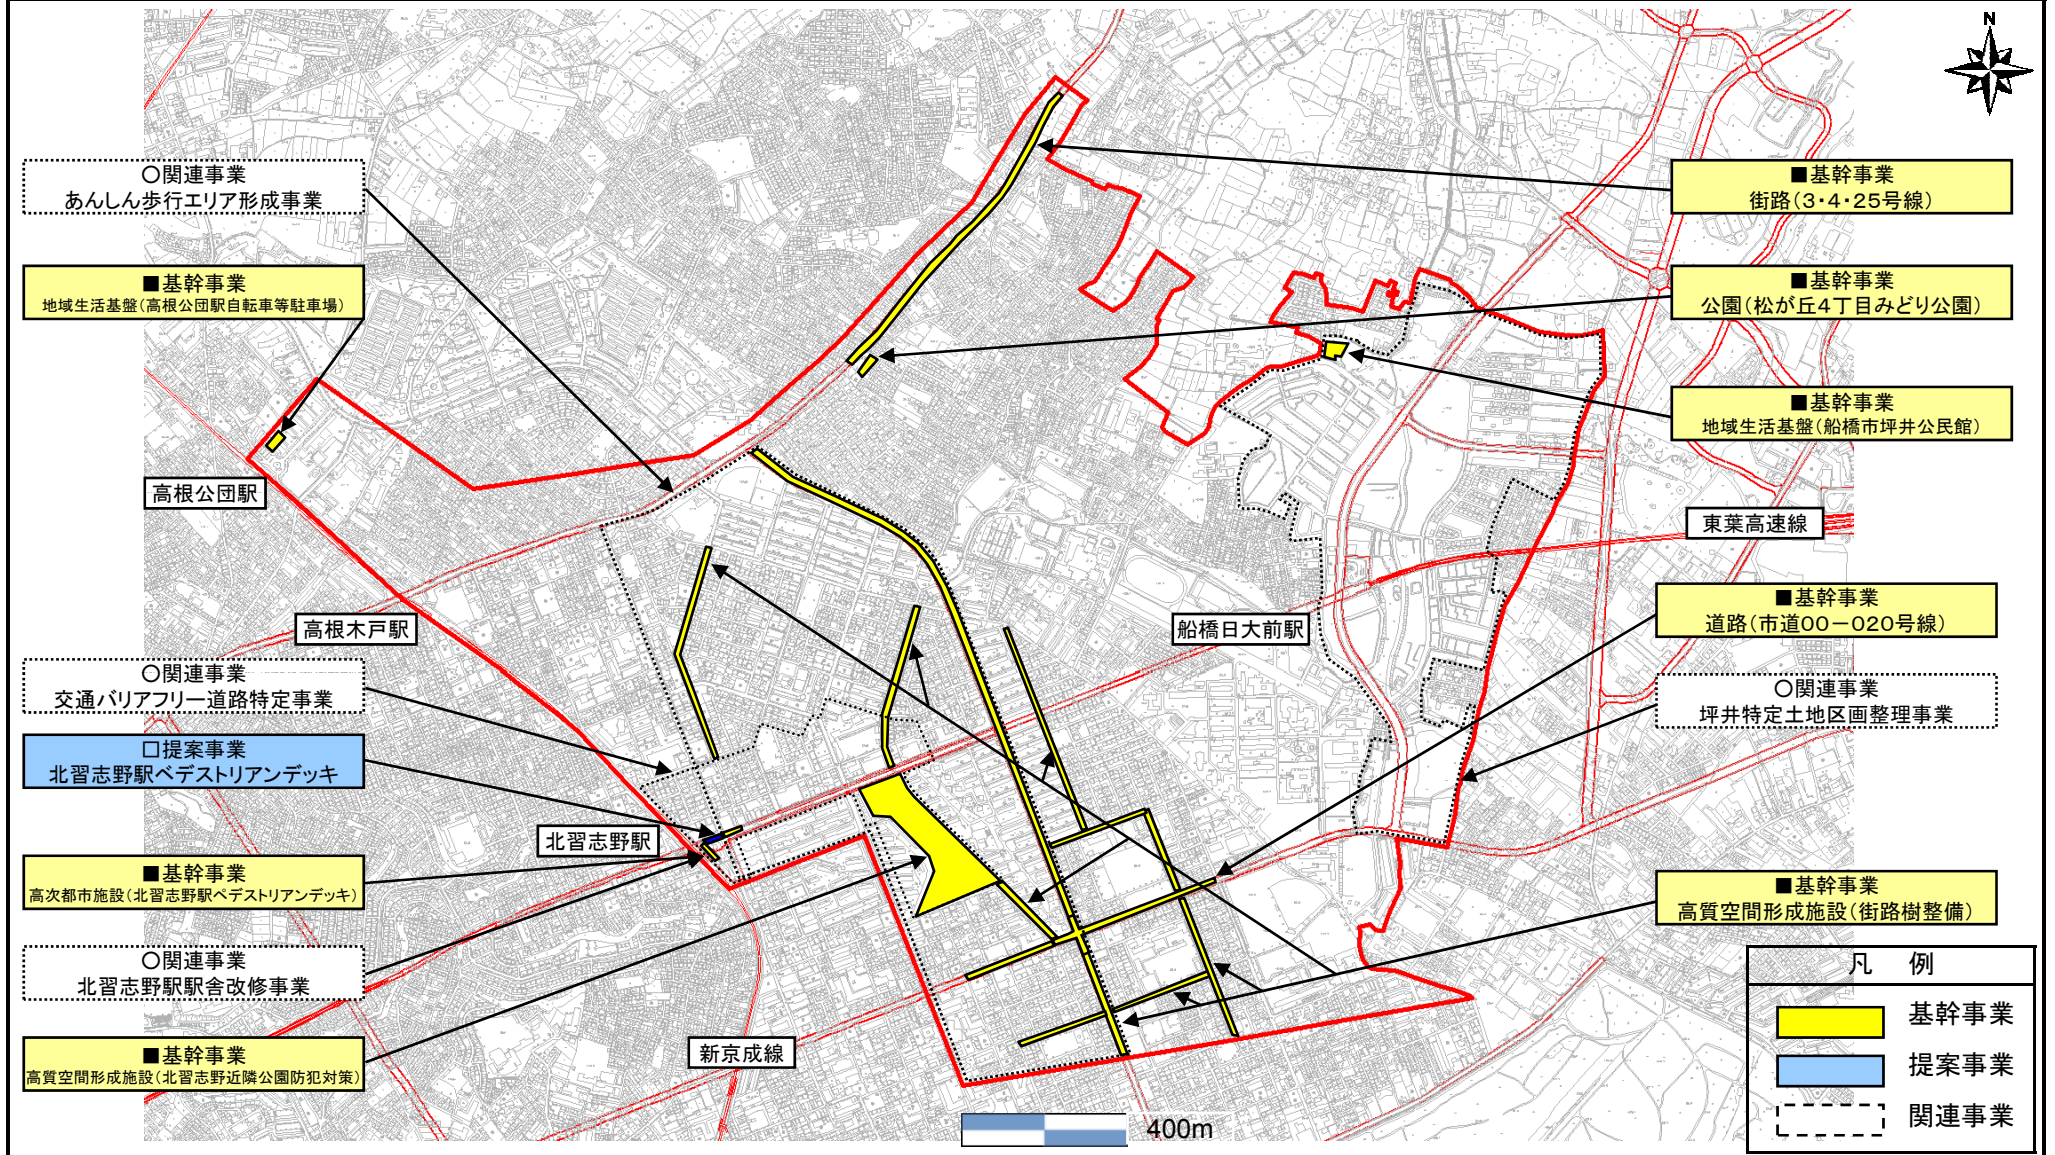 N
○関連事業
あんしん歩行エリア形成事業
■基幹事業
地域生活基盤(高根公団駅自転車等駐車場)
高根公団駅
高根木戸駅
○関連事業
交通バリアフリー道路特定事業
□提案事業
北習志野駅ペデストリアンデッキ
北習志野駅
■基幹事業
高次都市施設(北習志野駅ペデストリアンデッキ)
○関連事業
北習志野駅駅舎改修事業
■基幹事業
高質空間形成施設(北習志野近隣公園防犯対策)
新京成線
船橋日大前駅
■基幹事業
街路(3・4・25号線)
■基幹事業
公園(松が丘4丁目みどり公園)
■基幹事業
地域生活基盤(船橋市坪井公民館)
東葉高速線
■基幹事業
道路(市道00－020号線)
○関連事業
坪井特定土地区画整理事業
■基幹事業
高質空間形成施設(街路樹整備)
凡 例
基幹事業
提案事業
関連事業
400m